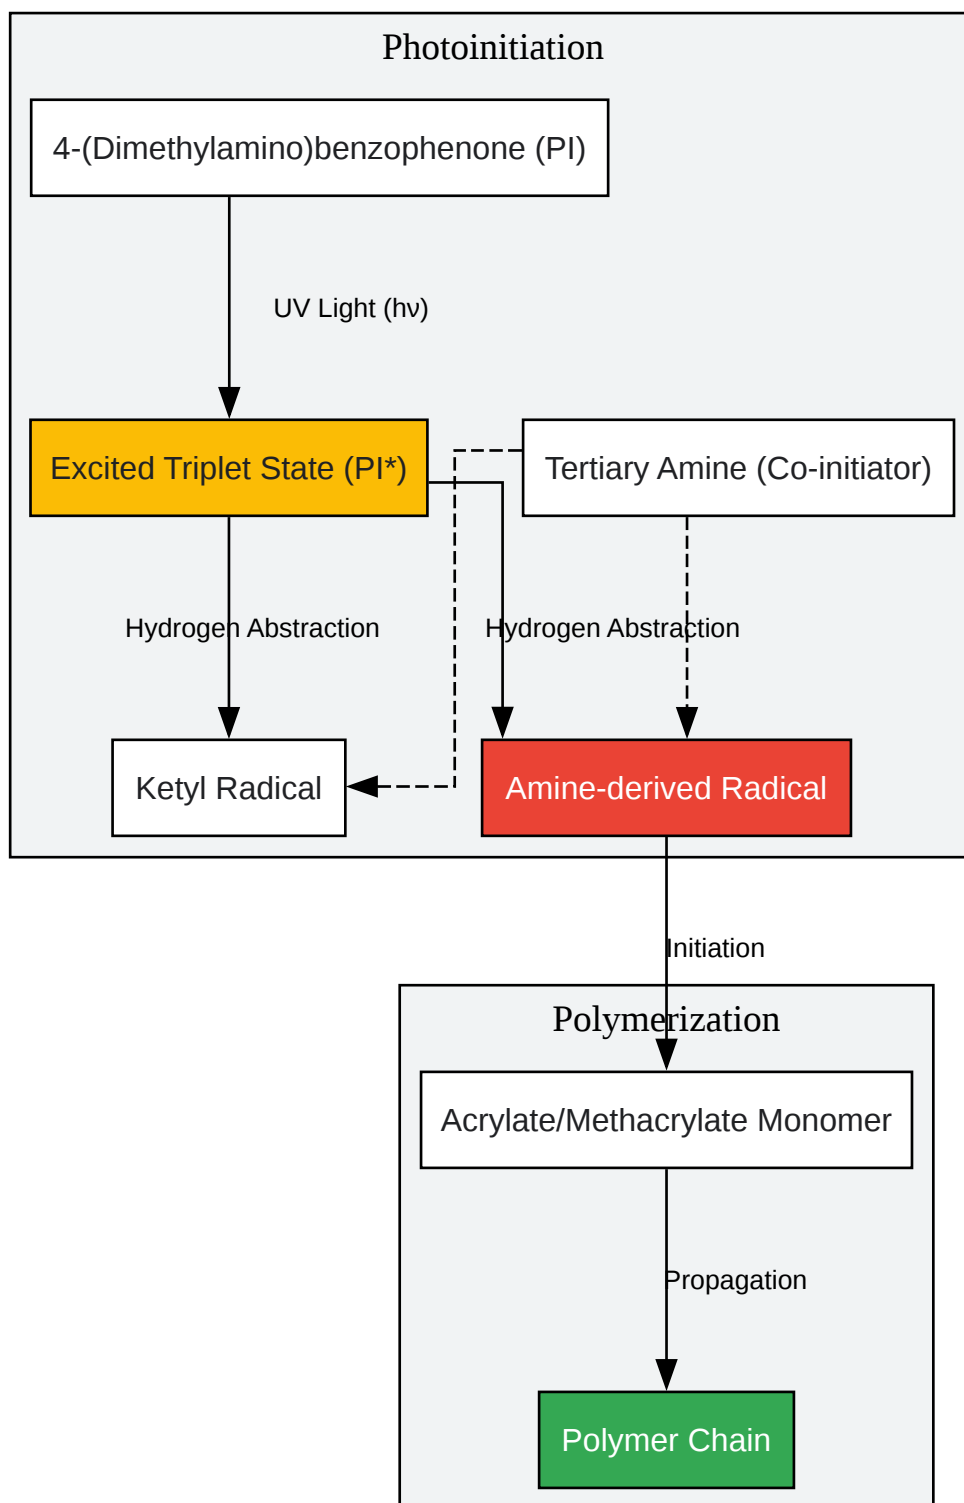 Photoinitiation
4-(Dimethylamino)benzophenone (PI)
UV Light (hν)
Excited Triplet State (PI*)
Tertiary Amine (Co-initiator)
Hydrogen Abstraction
Hydrogen Abstraction
Ketyl Radical
Amine-derived Radical
Initiation
Polymerization
Acrylate/Methacrylate Monomer
Propagation
Polymer Chain